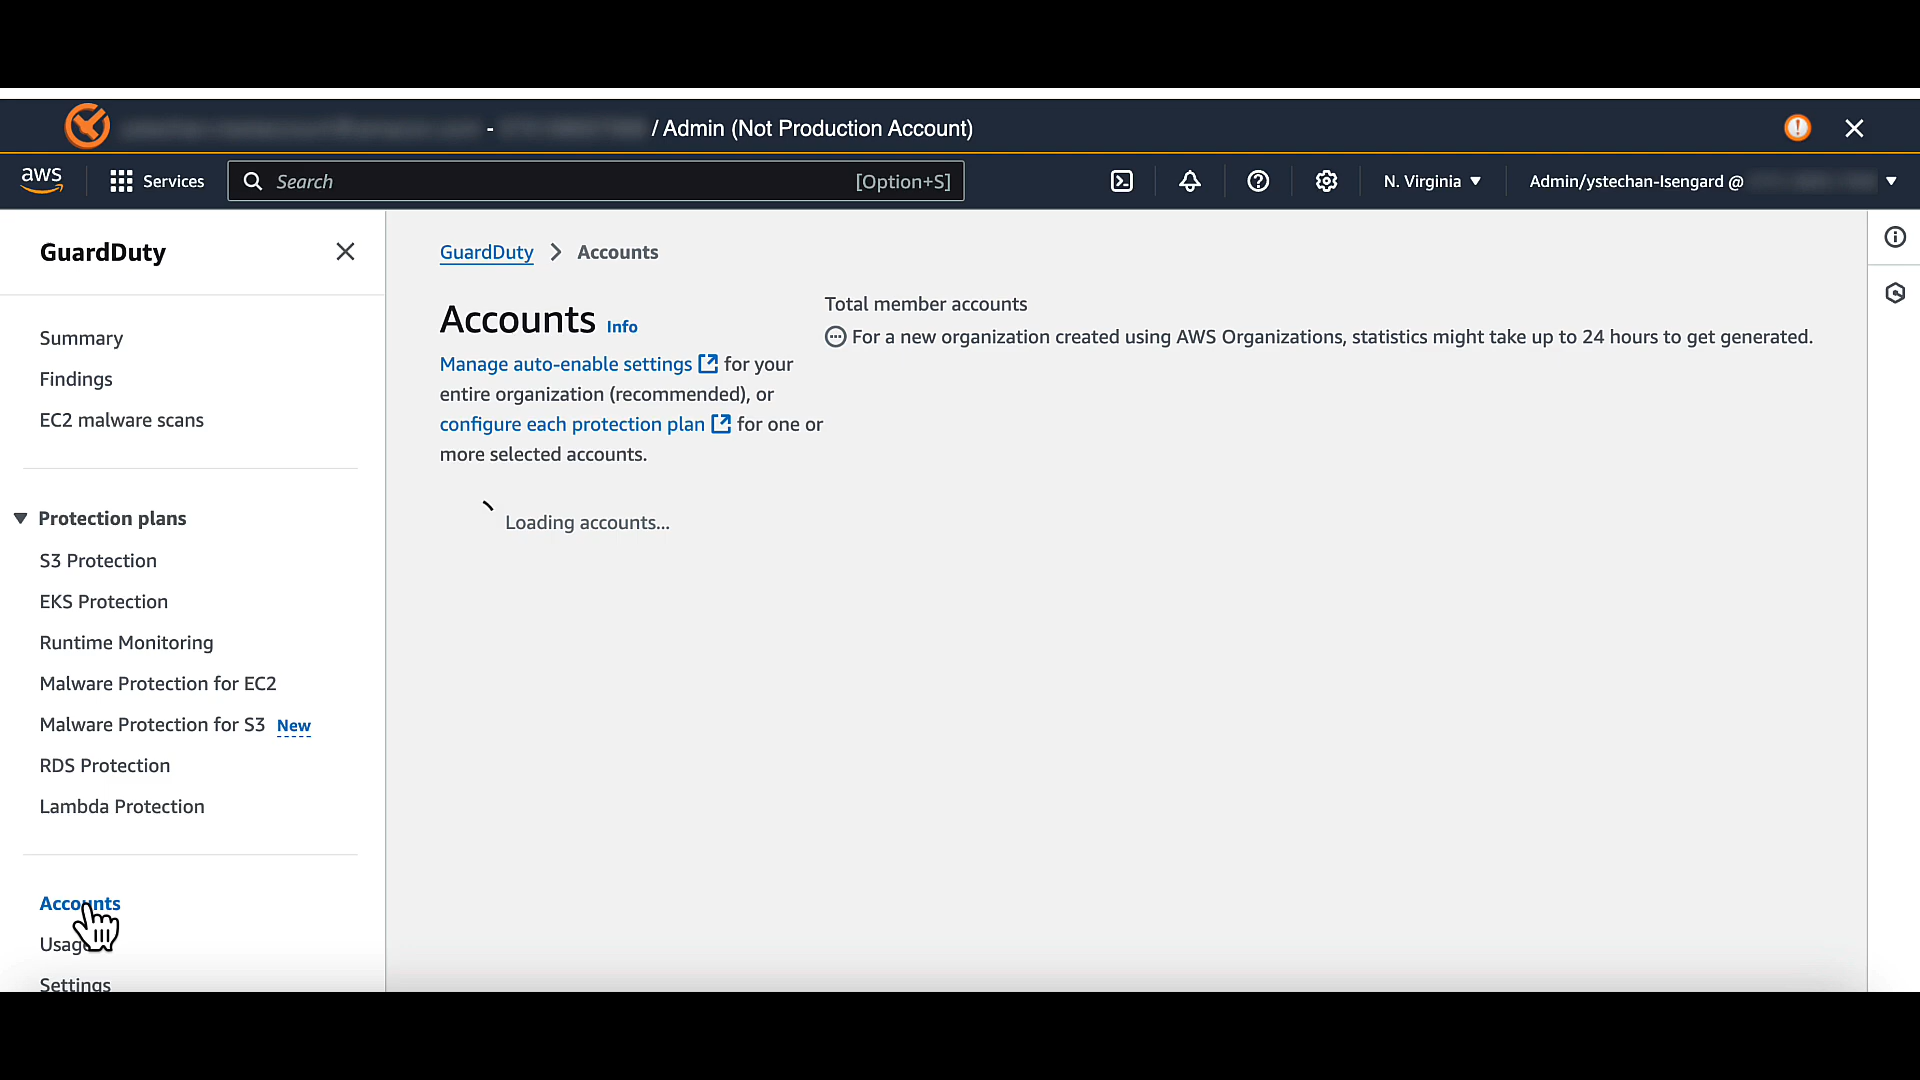 - / Admin (Not Production Account)
aws Services Search [Option+S] N. Virginia Admin/ystechan-Isengard @
GuardDuty
Summary
Findings
EC2 malware scans
Protection plans
S3 Protection
EKS Protection
Runtime Monitoring
Malware Protection for EC2
Malware Protection for S3 New
RDS Protection
Lambda Protection
Accounts
Usage
Settings
GuardDuty > Accounts
Accounts Info
Manage auto-enable settings for your
entire organization (recommended), or
configure each protection plan for one or
more selected accounts.
Total member accounts
For a new organization created using AWS Organizations, statistics might take up to 24 hours to get generated.
Loading accounts...